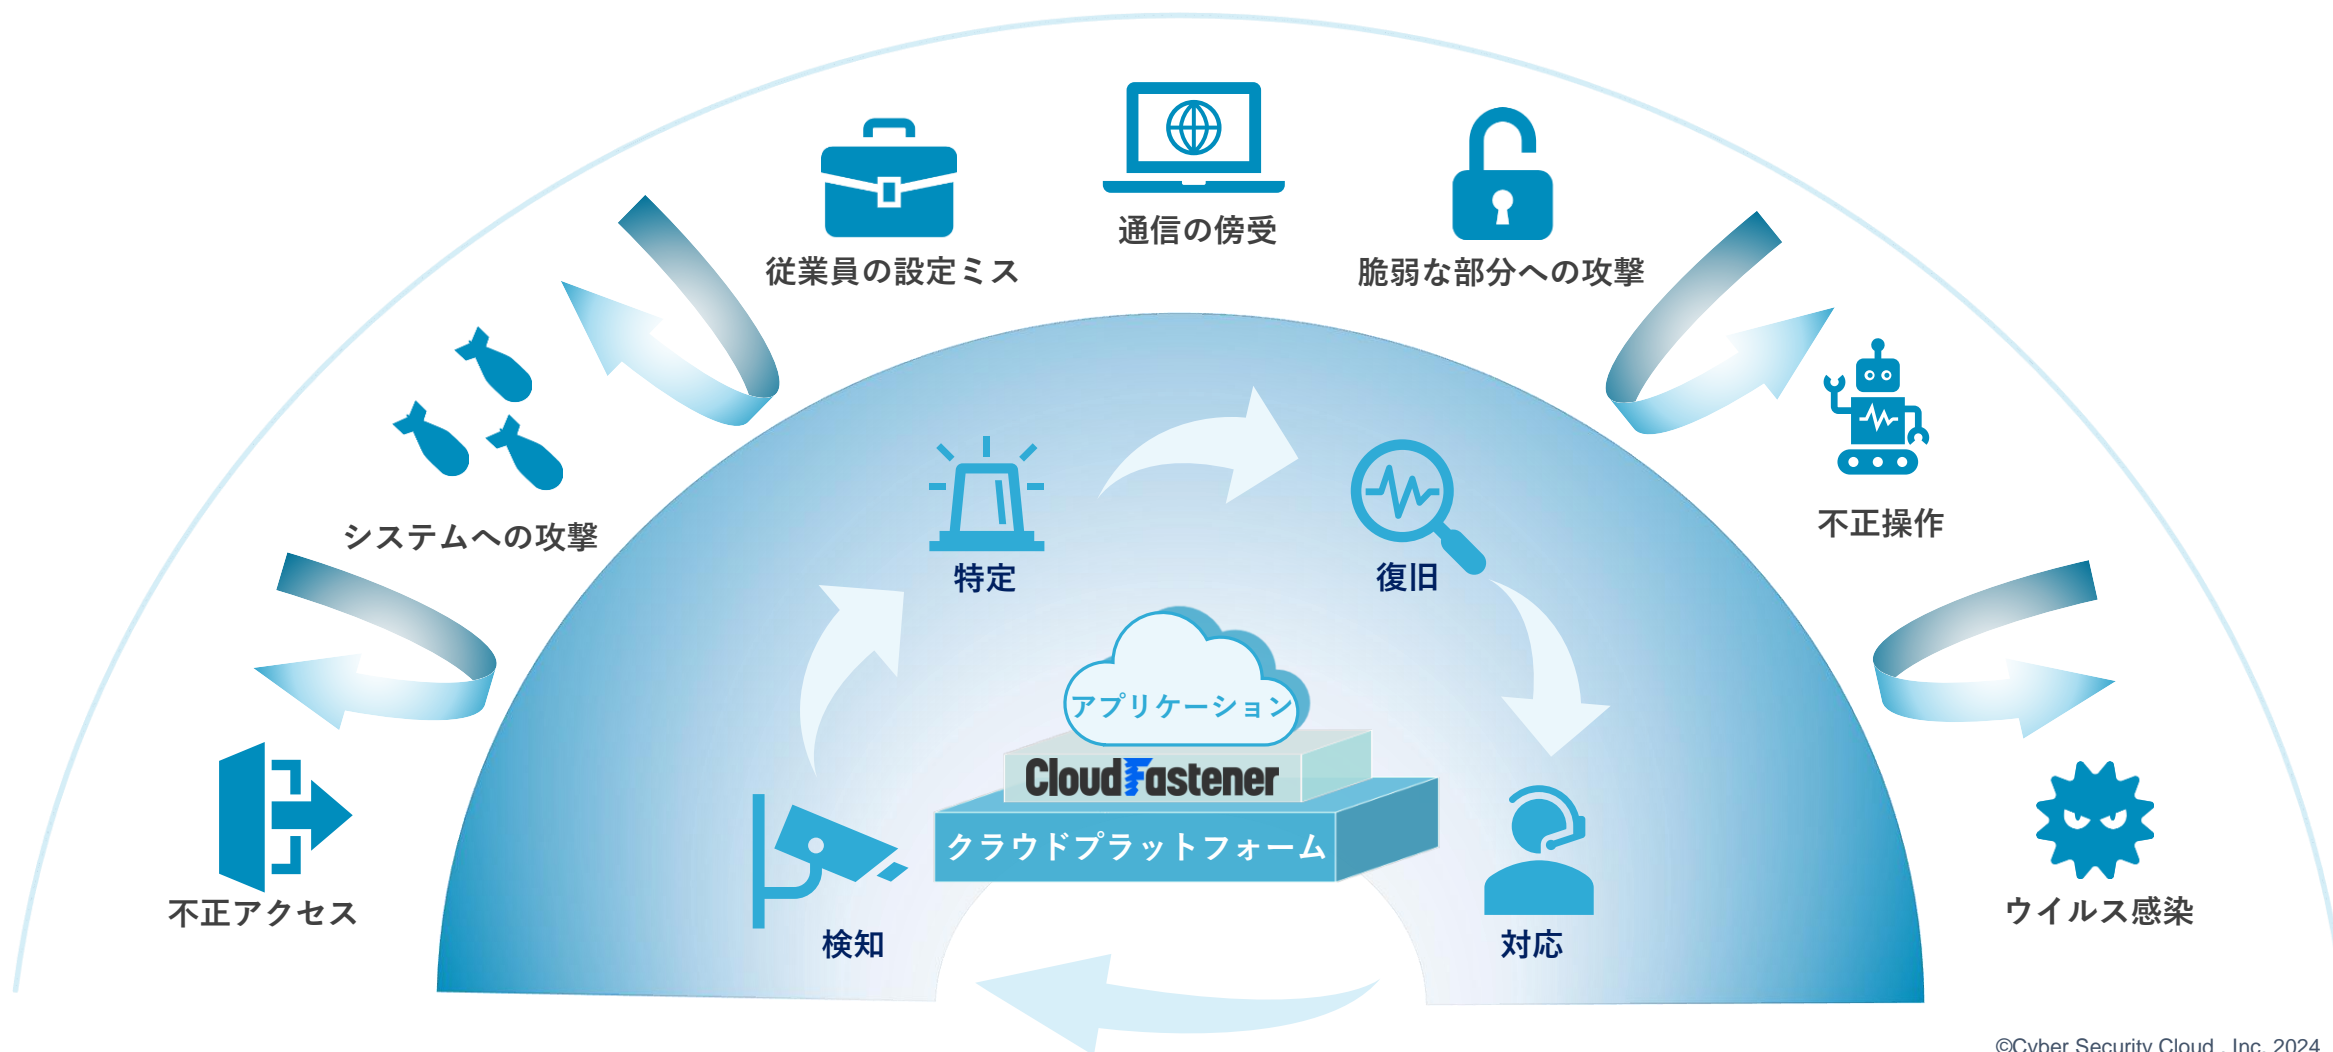 通信の傍受
従業員の設定ミス
脆弱な部分への攻撃
システムへの攻撃
不正操作
特定
復旧
アプリケーション
CloudFastener
クラウドプラットフォーム
不正アクセス
ウイルス感染
検知
対応
©Cyber Security Cloud , Inc. 2024